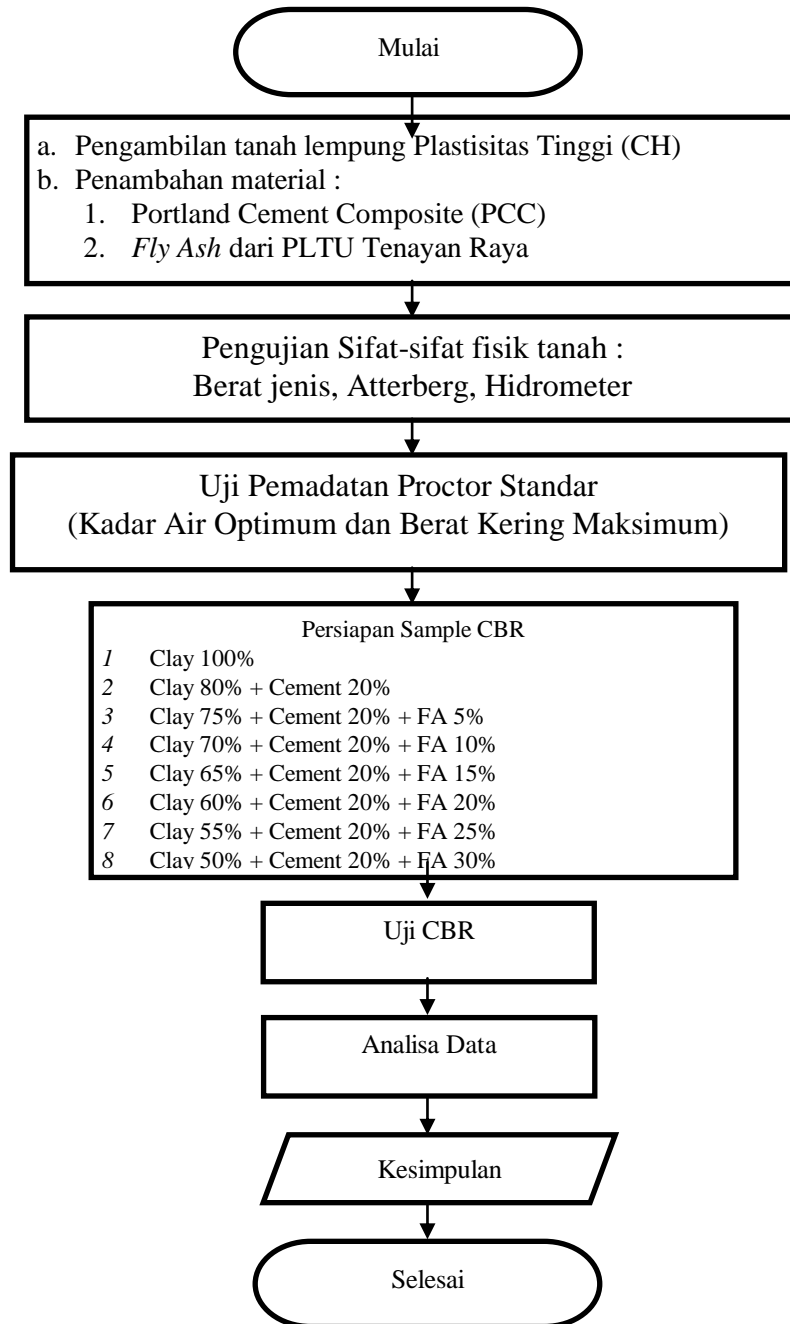 Mulai
a. Pengambilan tanah lempung Plastisitas Tinggi (CH)
b. Penambahan material :
1. Portland Cement Composite (PCC)
2. Fly Ash dari PLTU Tenayan Raya
Pengujian Sifat-sifat fisik tanah :
Berat jenis, Atterberg, Hidrometer
Uji Pemadatan Proctor Standar
(Kadar Air Optimum dan Berat Kering Maksimum)
Persiapan Sample CBR
1 Clay 100%
2 Clay 80% + Cement 20%
3 Clay 75% + Cement 20% + FA 5%
4 Clay 70% + Cement 20% + FA 10%
5 Clay 65% + Cement 20% + FA 15%
6 Clay 60% + Cement 20% + FA 20%
7 Clay 55% + Cement 20% + FA 25%
8 Clay 50% + Cement 20% + FA 30%
Uji CBR
Analisa Data
Kesimpulan
Selesai